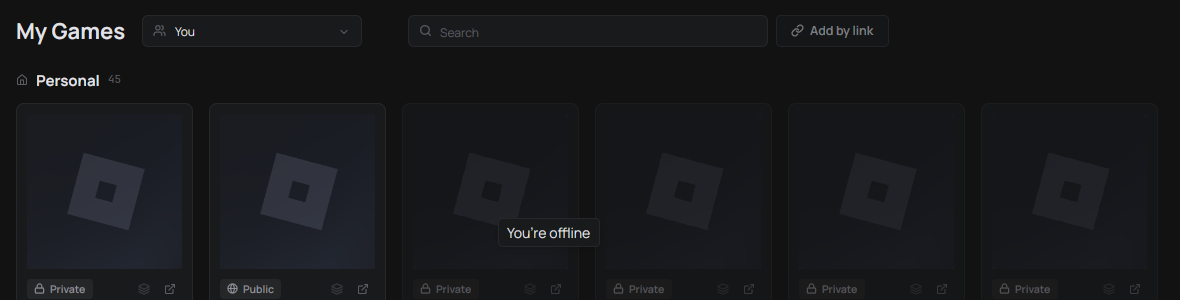 My Games
You
Search
Add by link
Personal 45
You're offline
Private
Public
Private
Private
Private
Private